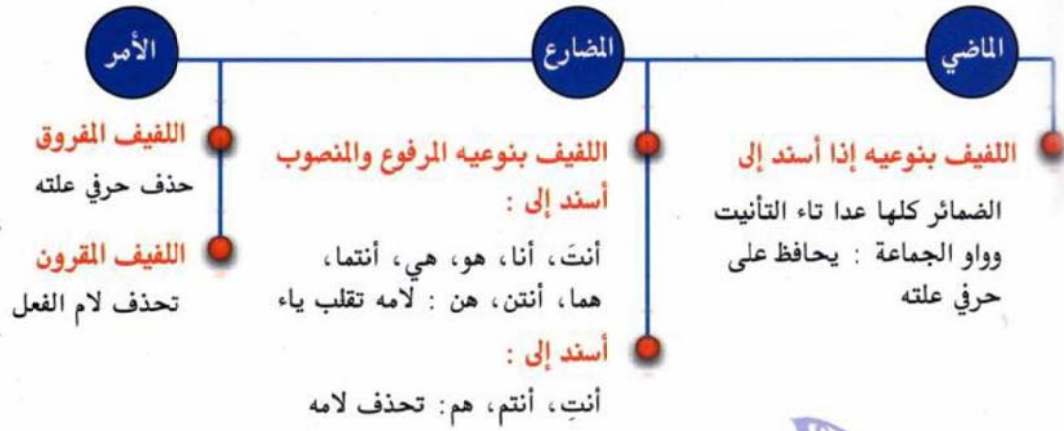 الماضي
المضارع
الأمر
اللفيف بنوعيه إذا أسند إلى
الضمائر كلها عدا تاء التأنيت
وواو الجماعة : يحافظ على
حرفي علته
اللفيف بنوعيه المرفوع والمنصوب
أسند إلى :
أنتَ، أنا، هو، هي، أنتما،
هما، أنتن، هن : لامه تقلب ياء
أسند إلى :
أنتِ، أنتم، هم: تحذف لامه
اللفيف المفروق
حذف حرفي علته
اللفيف المقرون
تحذف لام الفعل